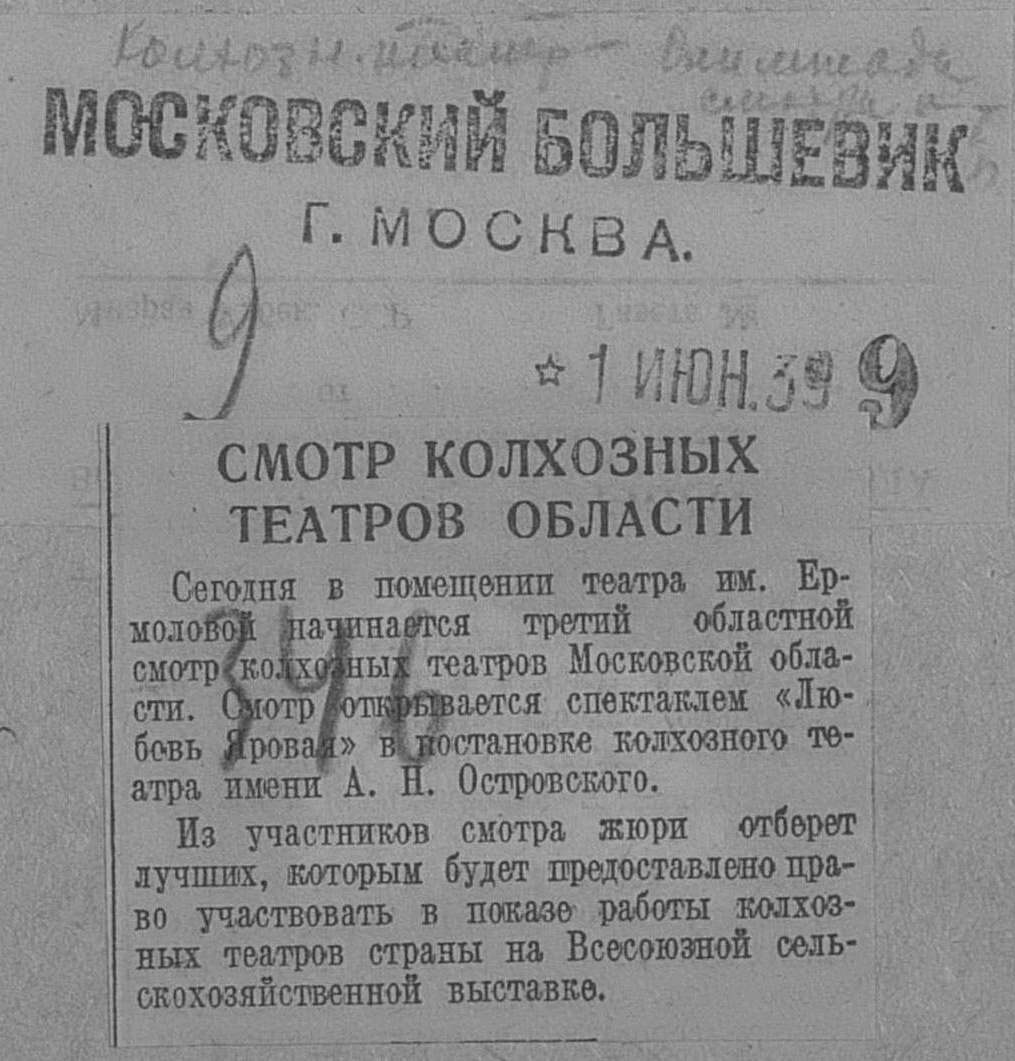 Колхозн. театр –
МОСКОВСКИЙ БОЛЬШЕВИК
Г. МОСКВА.
9
☆ 1 ИЮН. 39 9
СМОТР КОЛХОЗНЫХ
ТЕАТРОВ ОБЛАСТИ
346
Сегодня в помещении театра им. Ер-
моловой начинается третий областной
смотр колхозных театров Московской обла-
сти. Смотр открывается спектаклем «Лю-
бовь Яровая» в постановке колхозного те-
атра имени А. Н. Островского.
Из участников смотра жюри отберет
лучших, которым будет предоставлено пра-
во участвовать в показе работы колхоз-
ных театров страны на Всесоюзной сель-
скохозяйственной выставке.